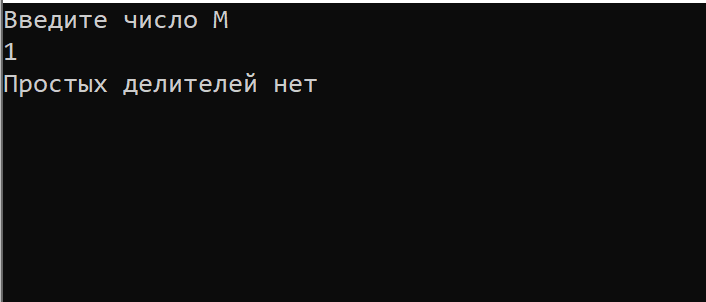 Введите число M
1
Простых делителей нет